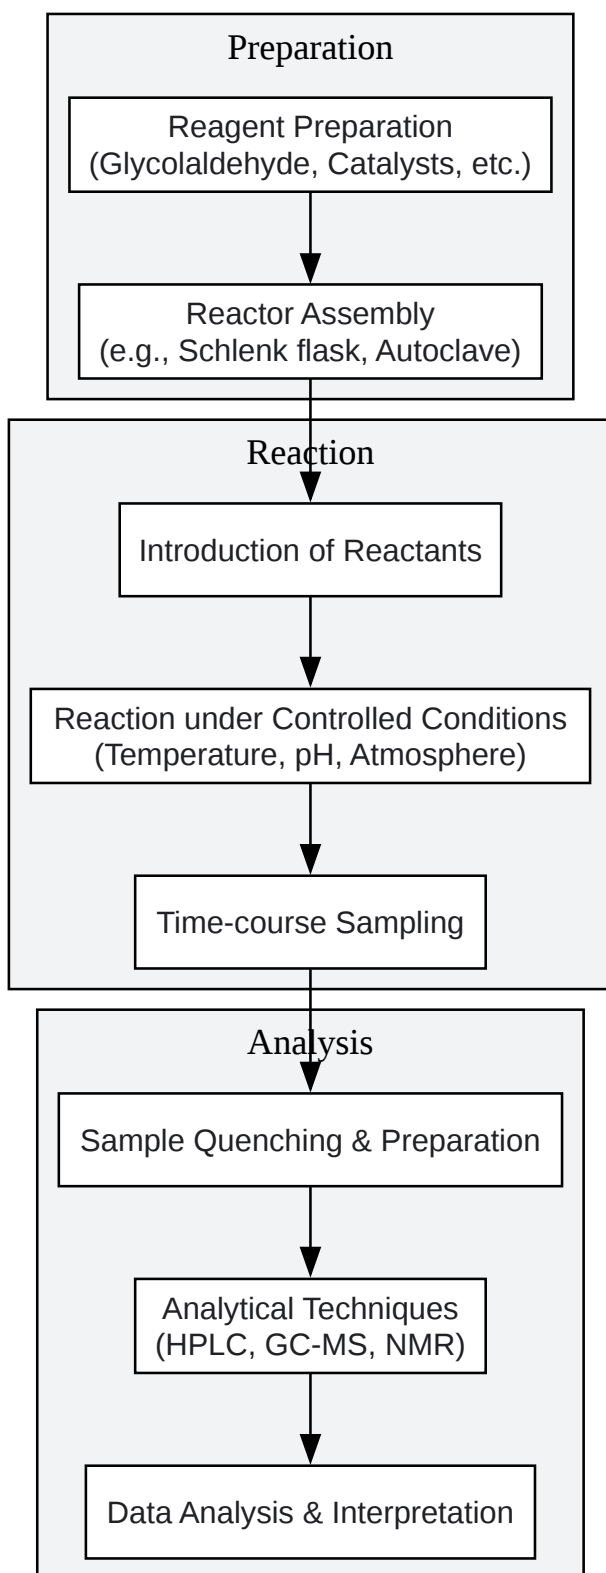 Preparation
Reagent Preparation
(Glycolaldehyde, Catalysts, etc.)
Reactor Assembly
(e.g., Schlenk flask, Autoclave)
Reaction
Introduction of Reactants
Reaction under Controlled Conditions
(Temperature, pH, Atmosphere)
Time-course Sampling
Analysis
Sample Quenching & Preparation
Analytical Techniques
(HPLC, GC-MS, NMR)
Data Analysis & Interpretation